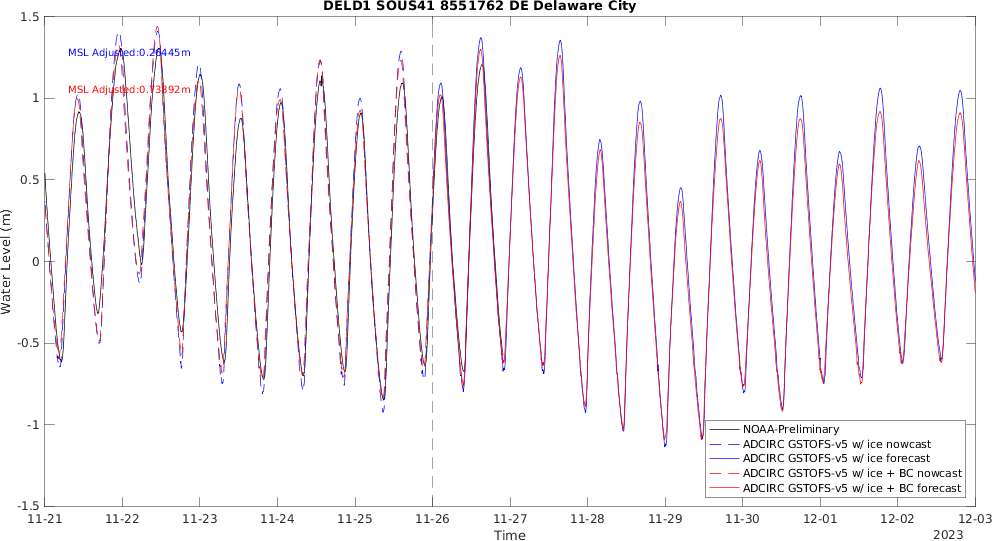 DELD1 SOUS41 8551762 DE Delaware City
1.5
1
0.5
0
-0.5
-1
-1.5
Water Level (m)
MSL Adjusted:0.26445m
MSL Adjusted:0.73392m
NOAA-Preliminary
ADCIRC GSTOFS-v5 w/ ice nowcast
ADCIRC GSTOFS-v5 w/ ice forecast
ADCIRC GSTOFS-v5 w/ ice + BC nowcast
ADCIRC GSTOFS-v5 w/ ice + BC forecast
11-21 11-22 11-23 11-24 11-25 11-26 11-27 11-28 11-29 11-30 12-01 12-02 12-03
Time
2023